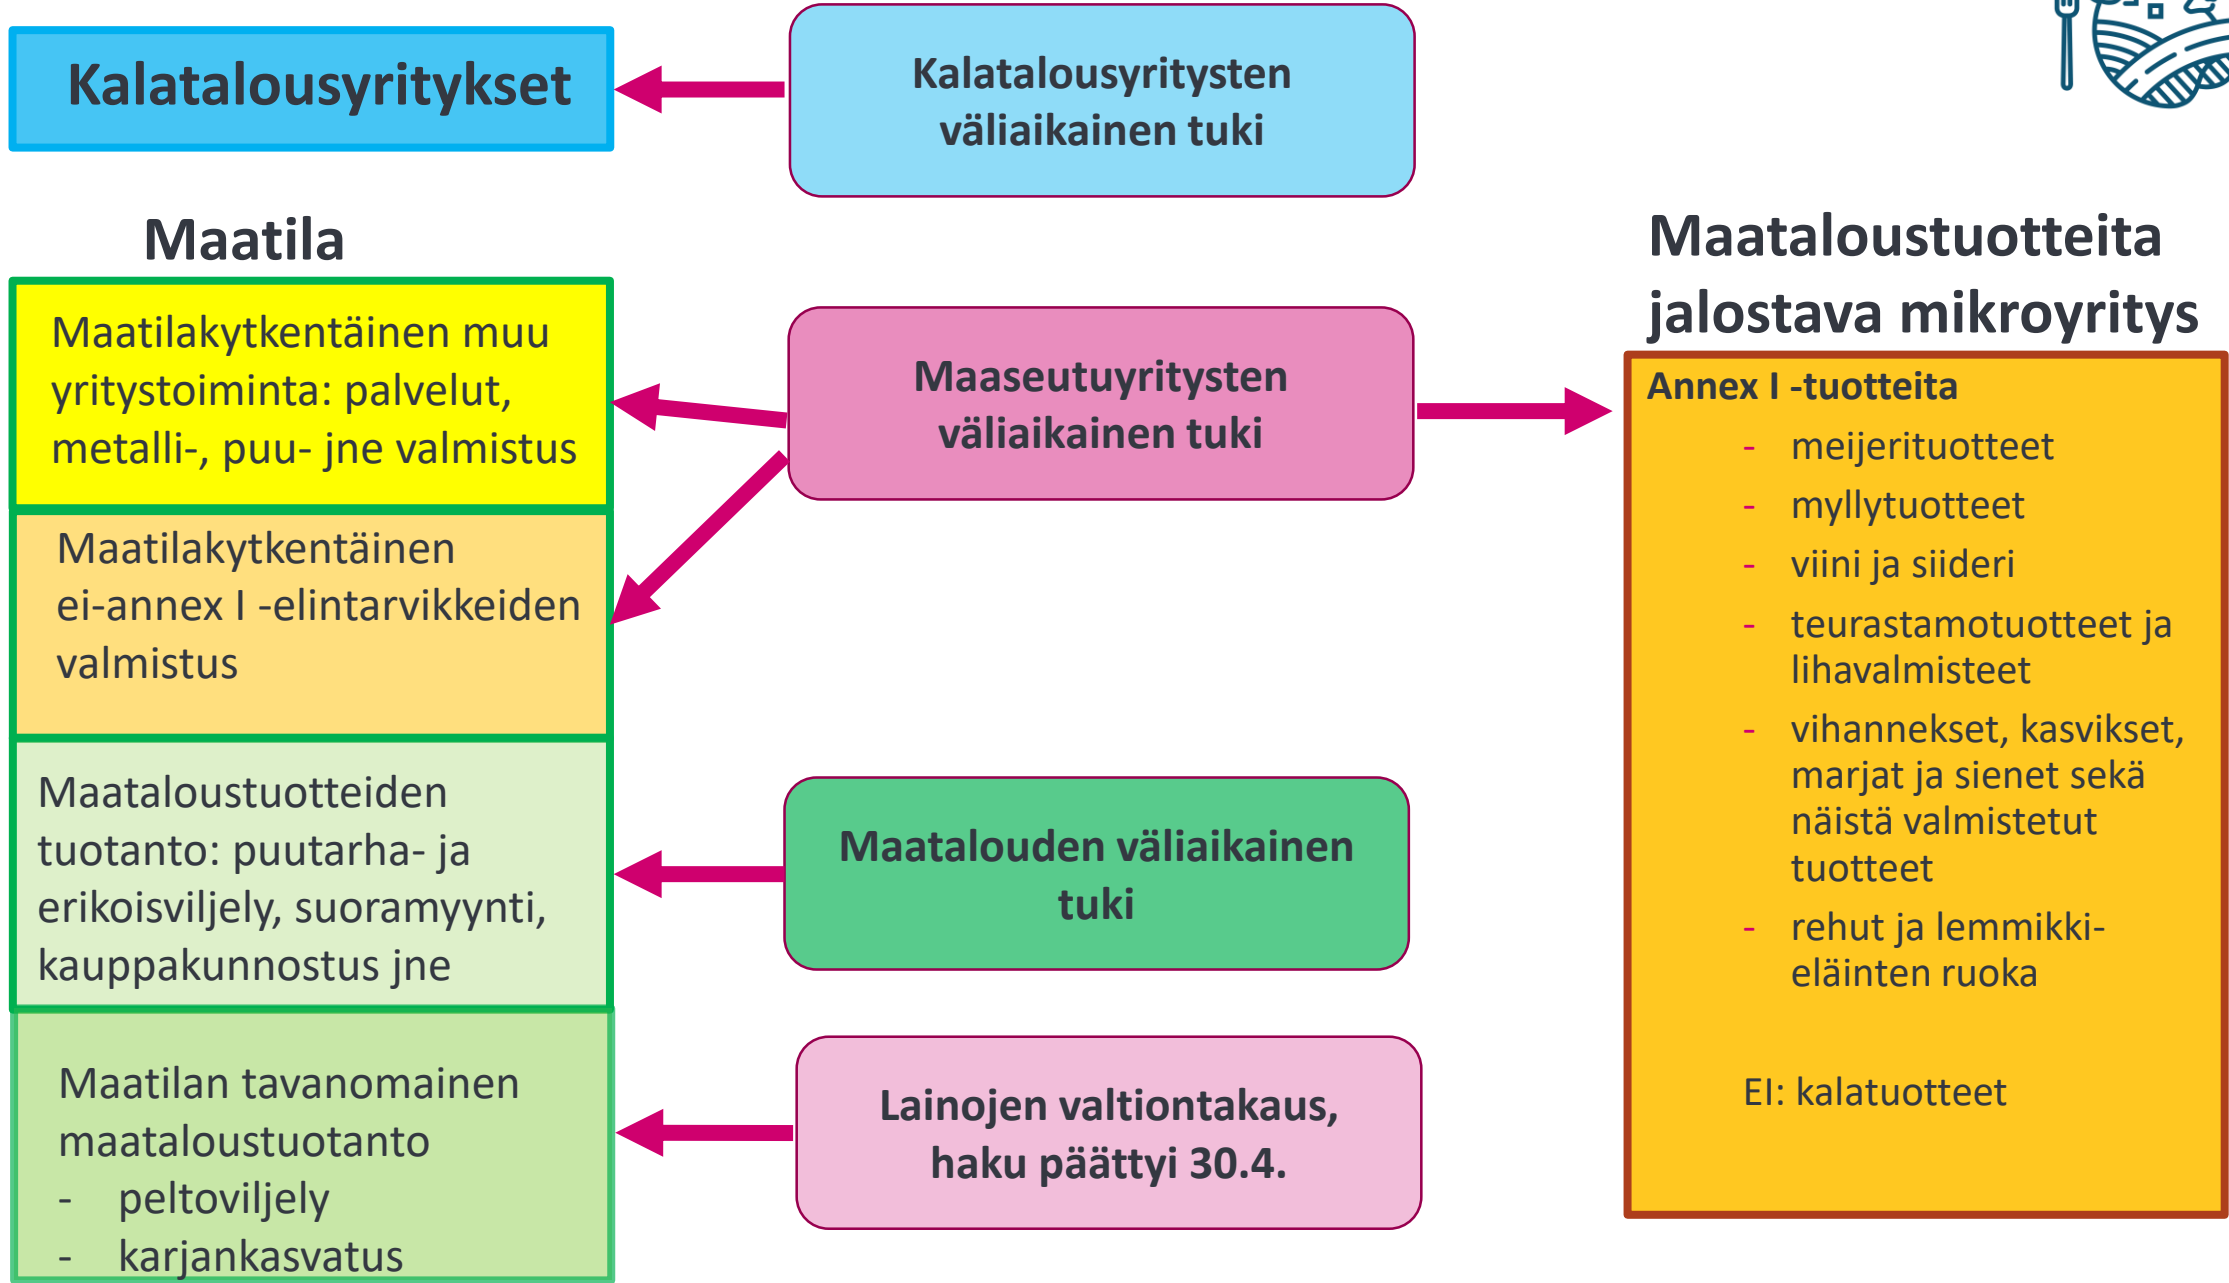 Kalatalousyritykset
Kalatalousyritysten
väliaikainen tuki
Maatila
Maatilakytkentäinen muu
yritystoiminta: palvelut,
metalli-, puu- jne valmistus
Maatilakytkentäinen
ei-annex I -elintarvikkeiden
valmistus
Maataloustuotteiden
tuotanto: puutarha- ja
erikoisviljely, suoramyynti,
kauppakunnostus jne
Maatilan tavanomainen
maataloustuotanto
- peltoviljely
- karjankasvatus
Maaseutuyritysten
väliaikainen tuki
Maatalouden väliaikainen
tuki
Lainojen valtiontakaus,
haku päättyi 30.4.
Maataloustuotteita
jalostava mikroyritys
Annex I -tuotteita
- meijerituotteet
- myllytuotteet
- viini ja siideri
- teurastamotuotteet ja
lihavalmisteet
- vihannekset, kasvikset,
marjat ja sienet sekä
näistä valmistetut
tuotteet
- rehut ja lemmikki-
eläinten ruoka
EI: kalatuotteet